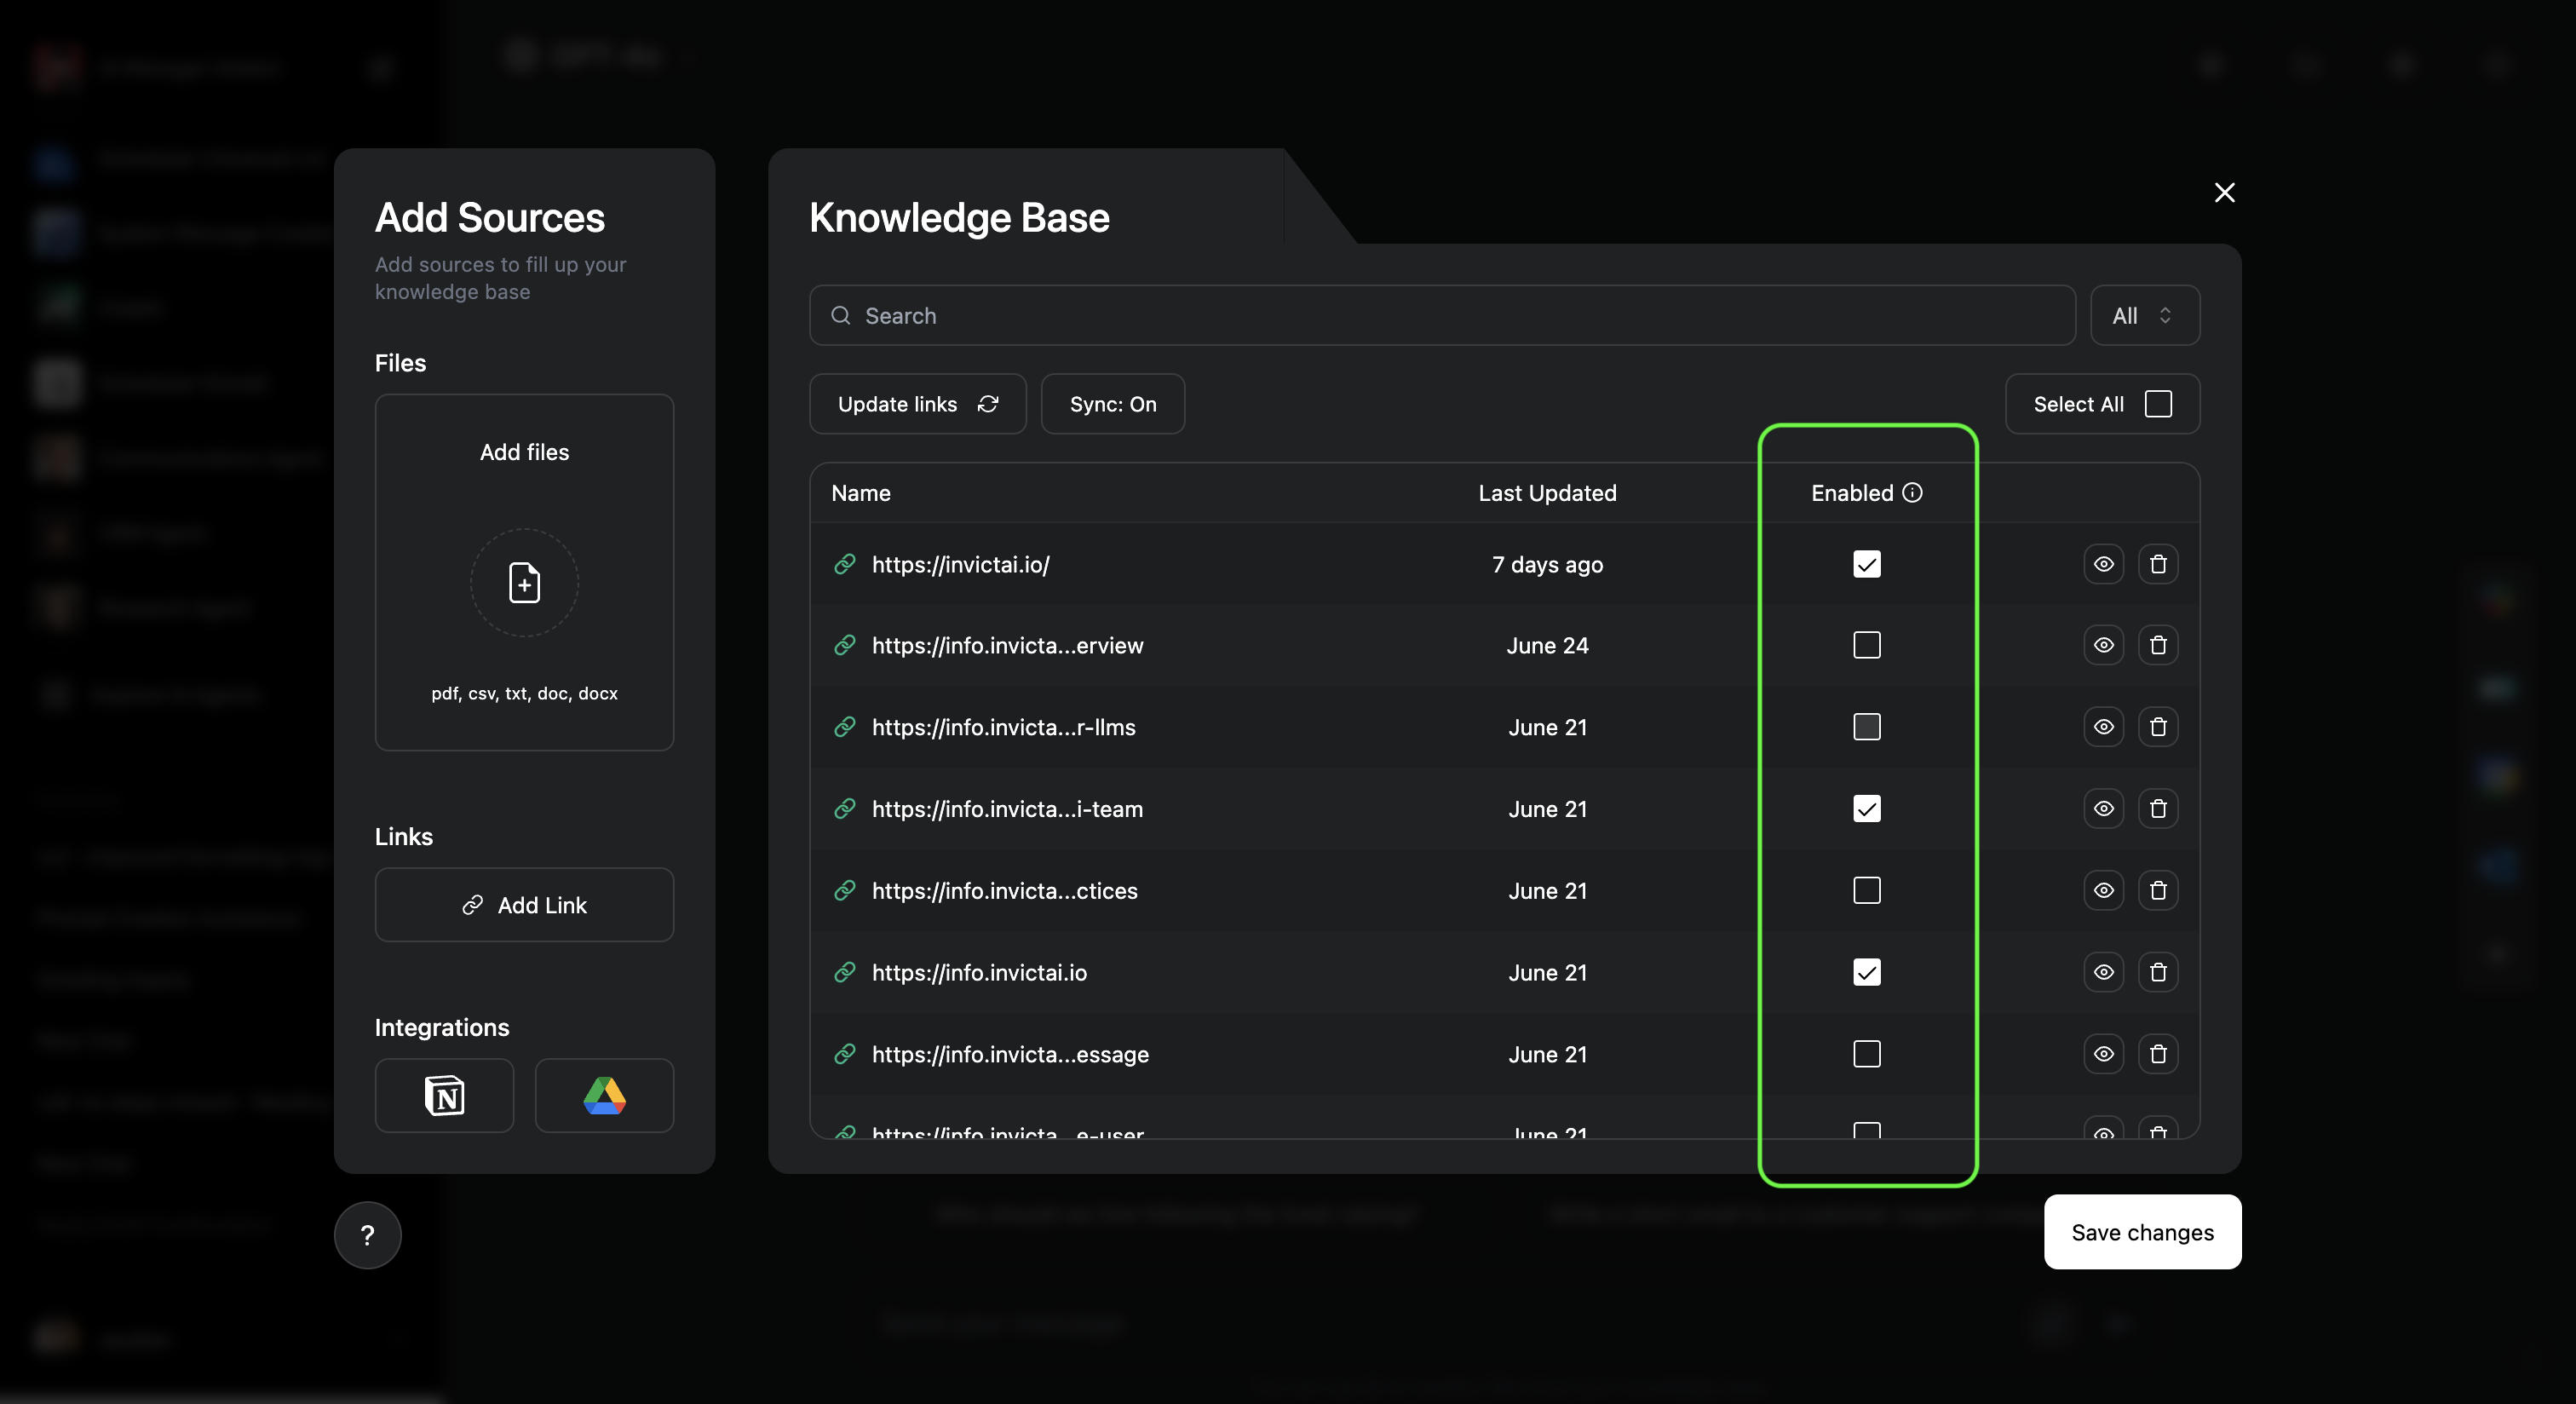 Add Sources
Add sources to fill up your
knowledge base
Files
Add files
pdf, csv, txt, doc, docx
Links
Add Link
Integrations
?
Knowledge Base
Search
All
Update links
Sync: On
Select All
Name Last Updated Enabled
https://invictai.io/ 7 days ago
https://info.invicta...erview June 24
https://info.invicta...r-llms June 21
https://info.invicta...i-team June 21
https://info.invicta...ctices June 21
https://info.invictai.io June 21
https://info.invicta...essage June 21
https://info.invicta...e-user June 21
Save changes